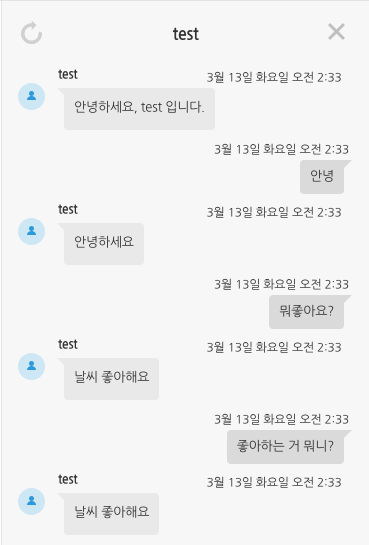 test
test 3월 13일 화요일 오전 2:33
안녕하세요, test 입니다.
3월 13일 화요일 오전 2:33
안녕
test 3월 13일 화요일 오전 2:33
안녕하세요
3월 13일 화요일 오전 2:33
뭐좋아요?
test 3월 13일 화요일 오전 2:33
날씨 좋아해요
3월 13일 화요일 오전 2:33
좋아하는 거 뭐니?
test 3월 13일 화요일 오전 2:33
날씨 좋아해요